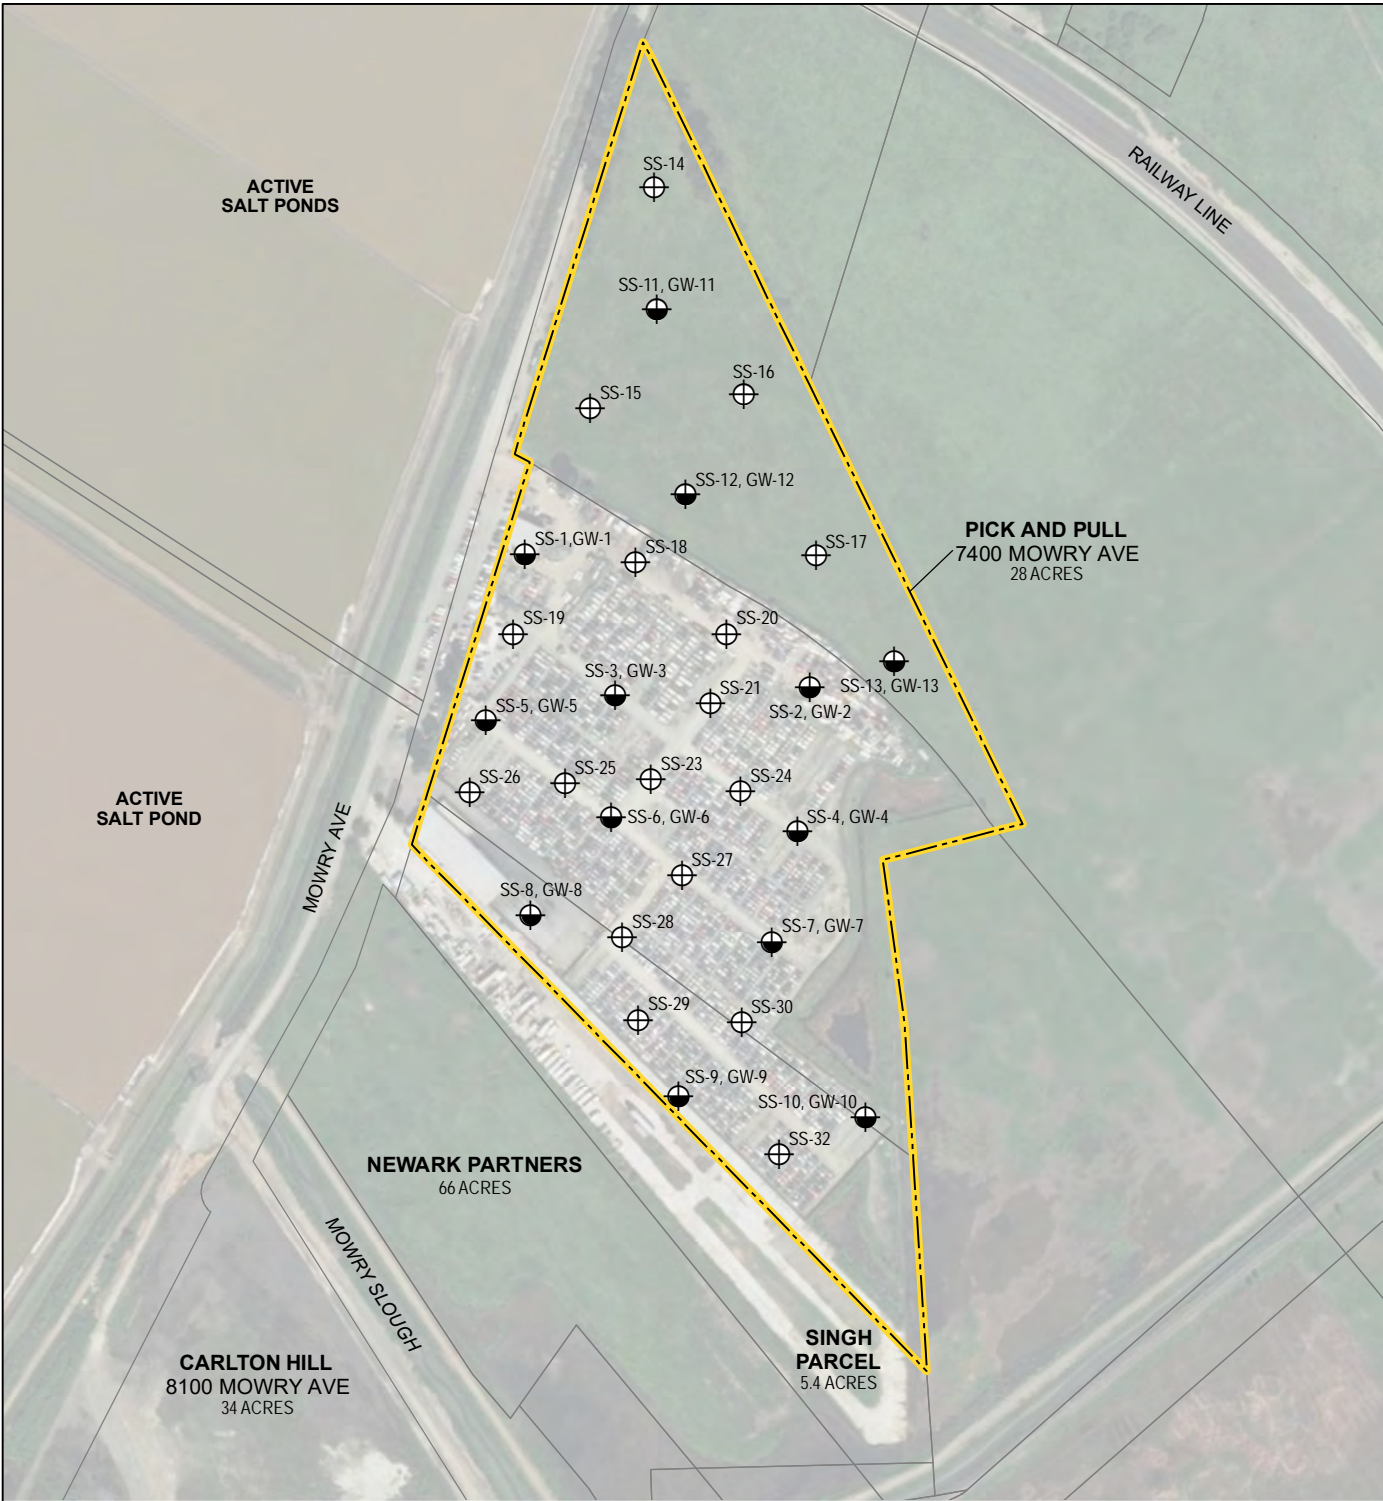 SS-14
RAILWAY LINE
ACTIVE
SALT PONDS
SS-11, GW-11
SS-16
SS-15
SS-12, GW-12
PICK AND PULL
7400 MOWRY AVE
28 ACRES
SS-1,GW-1
SS-18
SS-17
SS-19
SS-20
SS-3, GW-3
SS-21
SS-13, GW-13
SS-2, GW-2
SS-5, GW-5
SS-26
SS-25
SS-23
SS-24
ACTIVE
SALT POND
MOWRY AVE
SS-6, GW-6
SS-4, GW-4
SS-27
SS-8, GW-8
SS-28
SS-7, GW-7
SS-29
SS-30
SS-9, GW-9
SS-10, GW-10
SS-32
NEWARK PARTNERS
66 ACRES
MOWRY SLOUGH
SINGH
PARCEL
5.4 ACRES
CARLTON HILL
8100 MOWRY AVE
34 ACRES